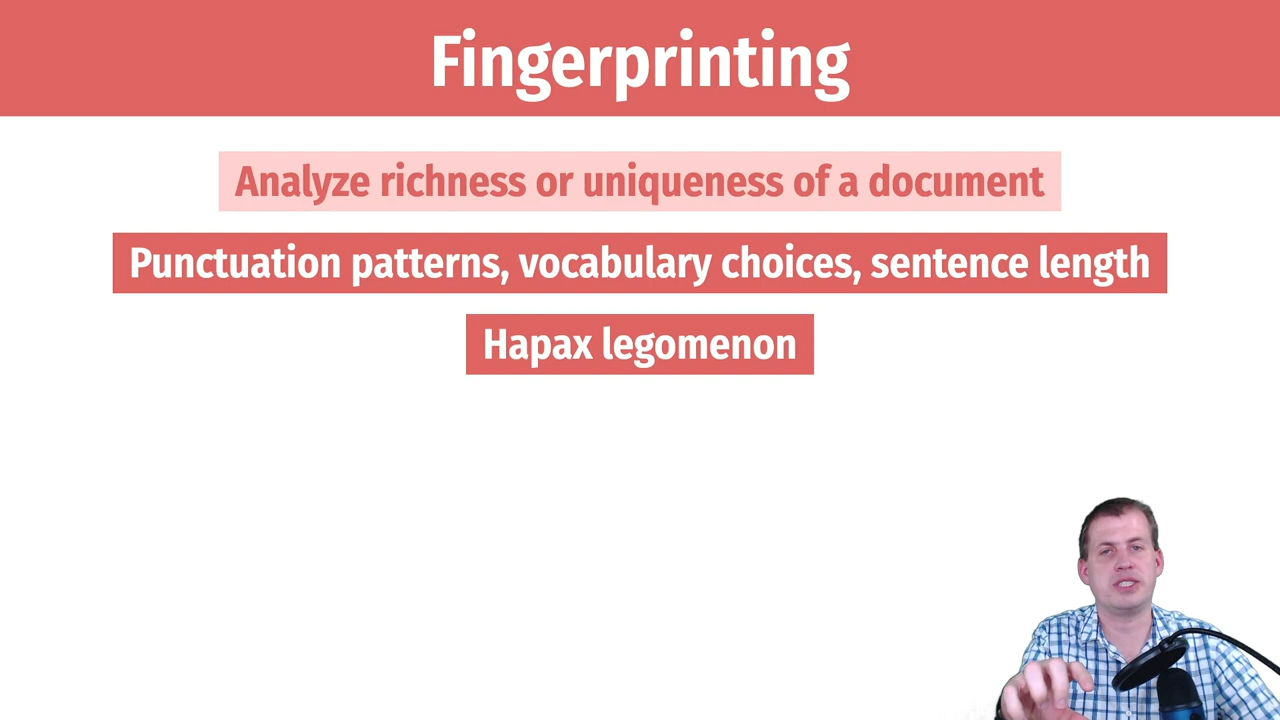 Fingerprinting
Analyze richness or uniqueness of a document
Punctuation patterns, vocabulary choices, sentence length
Hapax legomenon